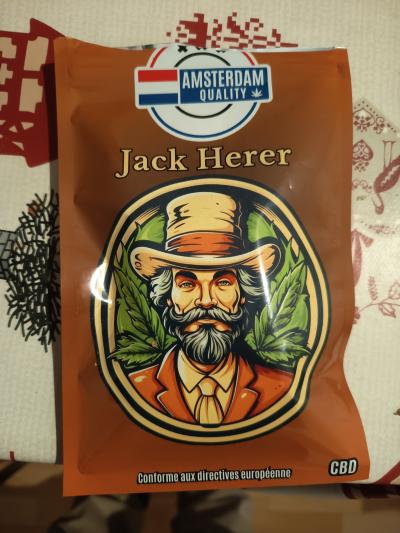 AMSTERDAM
QUALITY
Jack Herer
Conforme aux directives européenne
CBD